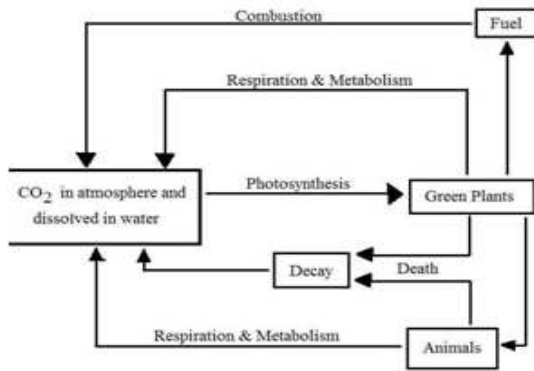 Combustion
Fuel
Respiration & Metabolism
CO2 in atmosphere and
dissolved in water
Photosynthesis
Green Plants
Decay
Death
Respiration & Metabolism
Animals